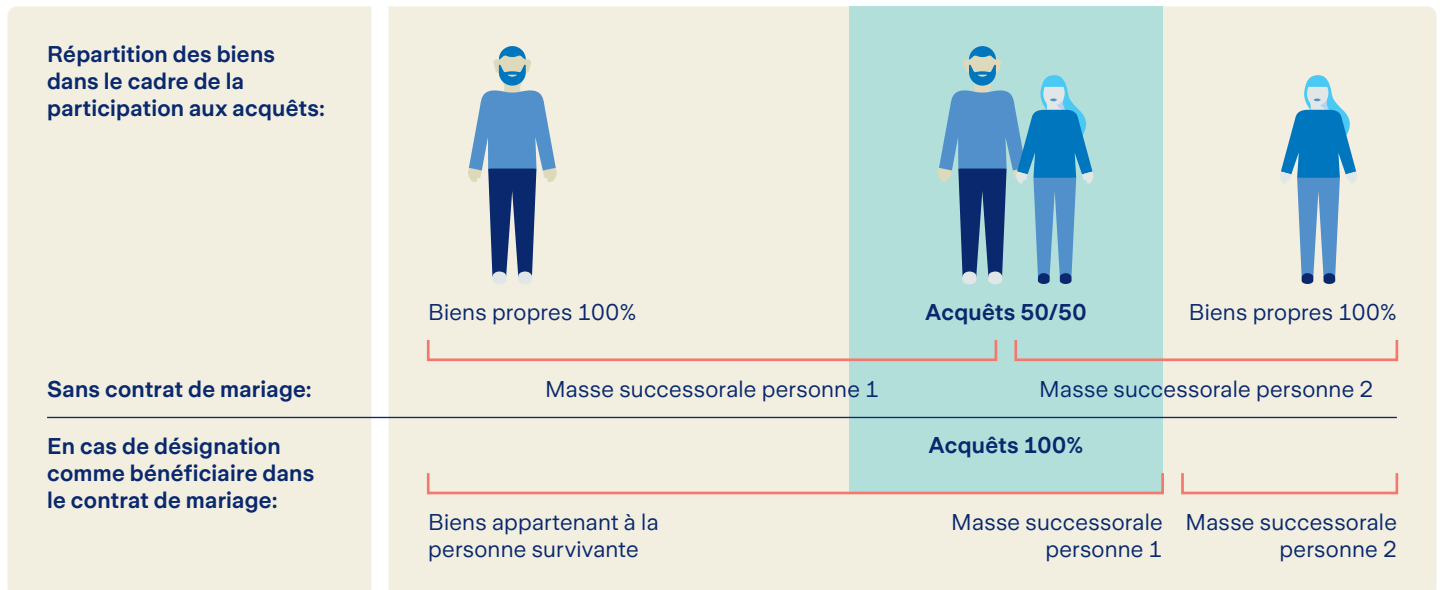 Répartition des biens
dans le cadre de la
participation aux acquêts:
Biens propres 100%
Acquêts 50/50
Biens propres 100%
Sans contrat de mariage:
Masse successorale personne 1
Masse successorale personne 2
En cas de désignation
comme bénéficiaire dans
le contrat de mariage:
Acquêts 100%
Biens appartenant à la
personne survivante
Masse successorale
personne 1
Masse successorale
personne 2